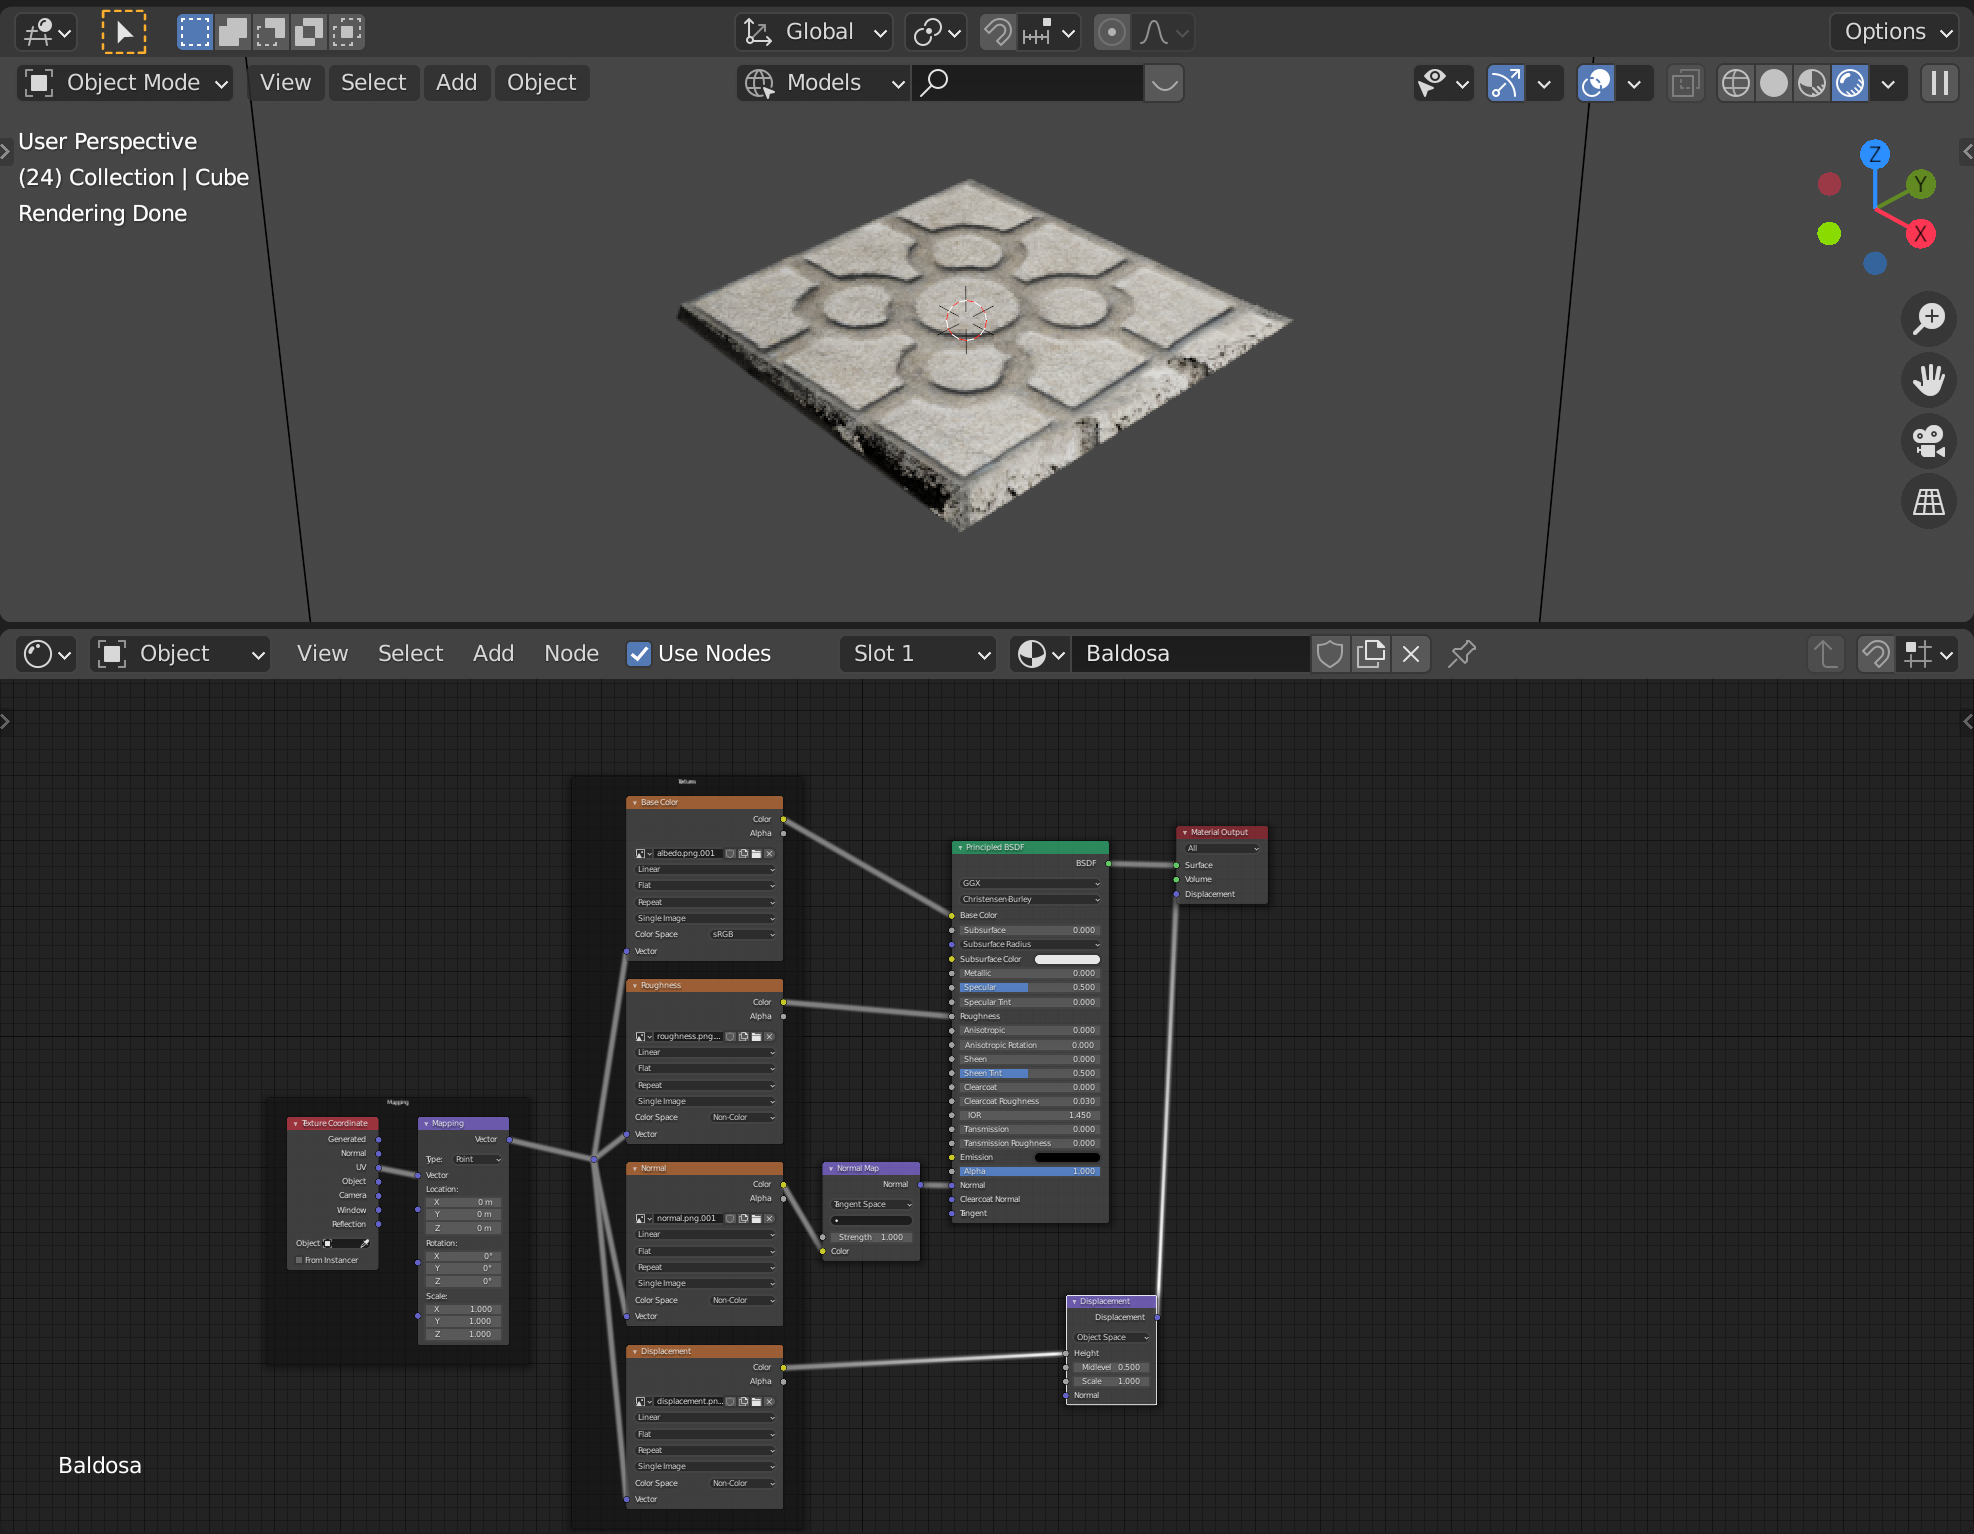 Global
Options
Object Mode
View
Select
Add
Object
Models
User Perspective
(24) Collection | Cube
Rendering Done
Z
Y
X
Object
View
Select
Add
Node
Use Nodes
Slot 1
Baldosa
Mapping
Texture Coordinate
Generated
Normal
UV
Object
Camera
Window
Reflection
Object
From Instancer
Mapping
Vector
Type: Point
Vector
Location:
X 0 m
Y 0 m
Z 0 m
Rotation:
X 0°
Y 0°
Z 0°
Scale:
X 1.000
Y 1.000
Z 1.000
Base Color
Color
Alpha
albedo.png.001
Linear
Flat
Repeat
Single Image
Color Space sRGB
Vector
Roughness
Color
Alpha
roughness.png...
Linear
Flat
Repeat
Single Image
Color Space Non-Color
Vector
Normal
Color
Alpha
normal.png.001
Linear
Flat
Repeat
Single Image
Color Space Non-Color
Vector
Displacement
Color
Alpha
displacement.pn...
Linear
Flat
Repeat
Single Image
Color Space Non-Color
Vector
Normal Map
Normal
Tangent Space
Strength 1.000
Color
Principled BSDF
BSDF
GGX
Christensen-Burley
Base Color
Subsurface 0.000
Subsurface Radius
Subsurface Color
Metallic 0.000
Specular 0.500
Specular Tint 0.000
Roughness
Anisotropic 0.000
Anisotropic Rotation 0.000
Sheen 0.000
Sheen Tint 0.500
Clearcoat 0.000
Clearcoat Roughness 0.030
IOR 1.450
Transmission 0.000
Transmission Roughness 0.000
Emission
Alpha 1.000
Normal
Clearcoat Normal
Tangent
Material Output
All
Surface
Volume
Displacement
Displacement
Displacement
Object Space
Height
Midlevel 0.500
Scale 1.000
Normal
Baldosa